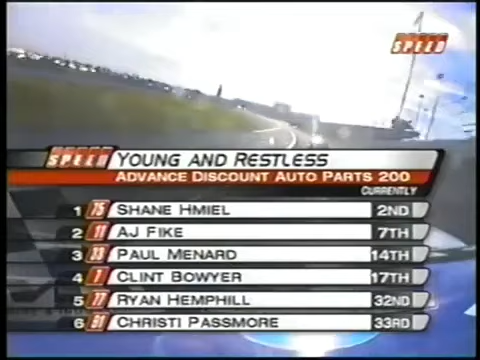 SPEED
SPEED YOUNG AND RESTLESS
ADVANCE DISCOUNT AUTO PARTS 200
CURRENTLY
1 75 SHANE HMIEL 2ND
2 11 AJ FIKE 7TH
3 33 PAUL MENARD 14TH
4 7 CLINT BOWYER 17TH
5 77 RYAN HEMPHILL 32ND
6 91 CHRISTI PASSMORE 33RD